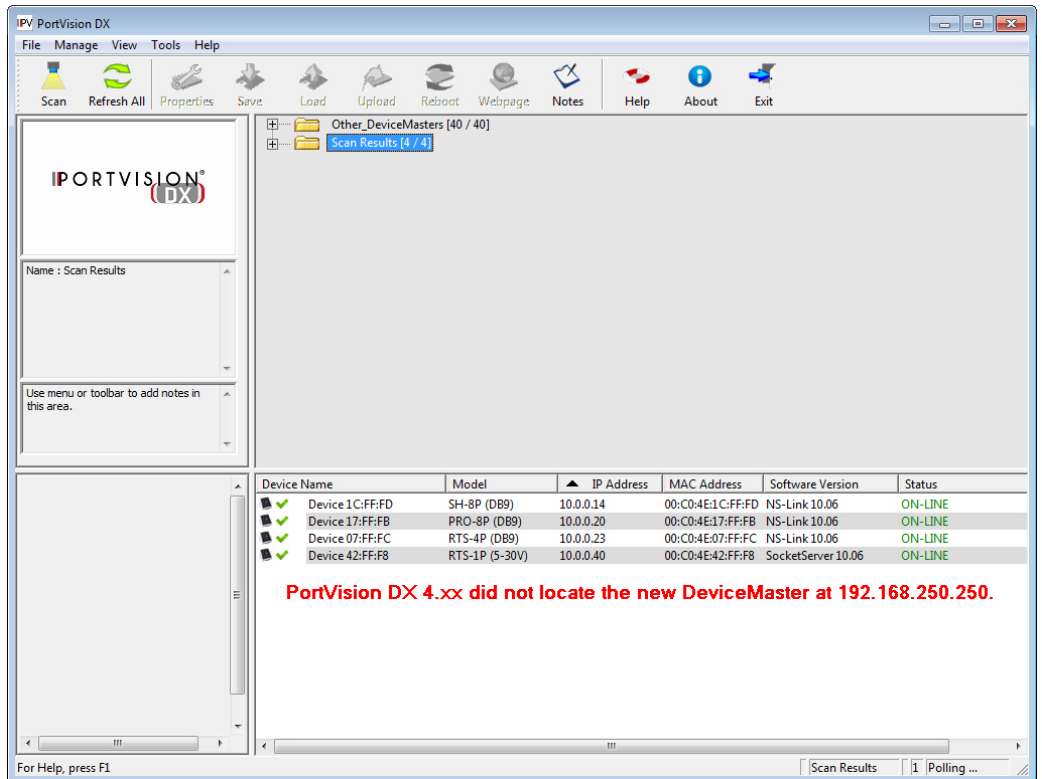 IPV PortVision DX
File Manage View Tools Help
Scan Refresh All Properties Save Load Upload Reboot Webpage Notes Help About Exit
Other_DeviceMasters [40 / 40]
Scan Results [4 / 4]
PORTVISION®
(DX)
Name : Scan Results
Use menu or toolbar to add notes in
this area.
Device Name Model IP Address MAC Address Software Version Status
Device 1C:FF:FD SH-8P (DB9) 10.0.0.14 00:C0:4E:1C:FF:FD NS-Link 10.06 ON-LINE
Device 17:FF:FB PRO-8P (DB9) 10.0.0.20 00:C0:4E:17:FF:FB NS-Link 10.06 ON-LINE
Device 07:FF:FC RTS-4P (DB9) 10.0.0.23 00:C0:4E:07:FF:FC NS-Link 10.06 ON-LINE
Device 42:FF:F8 RTS-1P (5-30V) 10.0.0.40 00:C0:4E:42:FF:F8 SocketServer 10.06 ON-LINE
PortVision DX 4.xx did not locate the new DeviceMaster at 192.168.250.250.
For Help, press F1 Scan Results 1 Polling ...